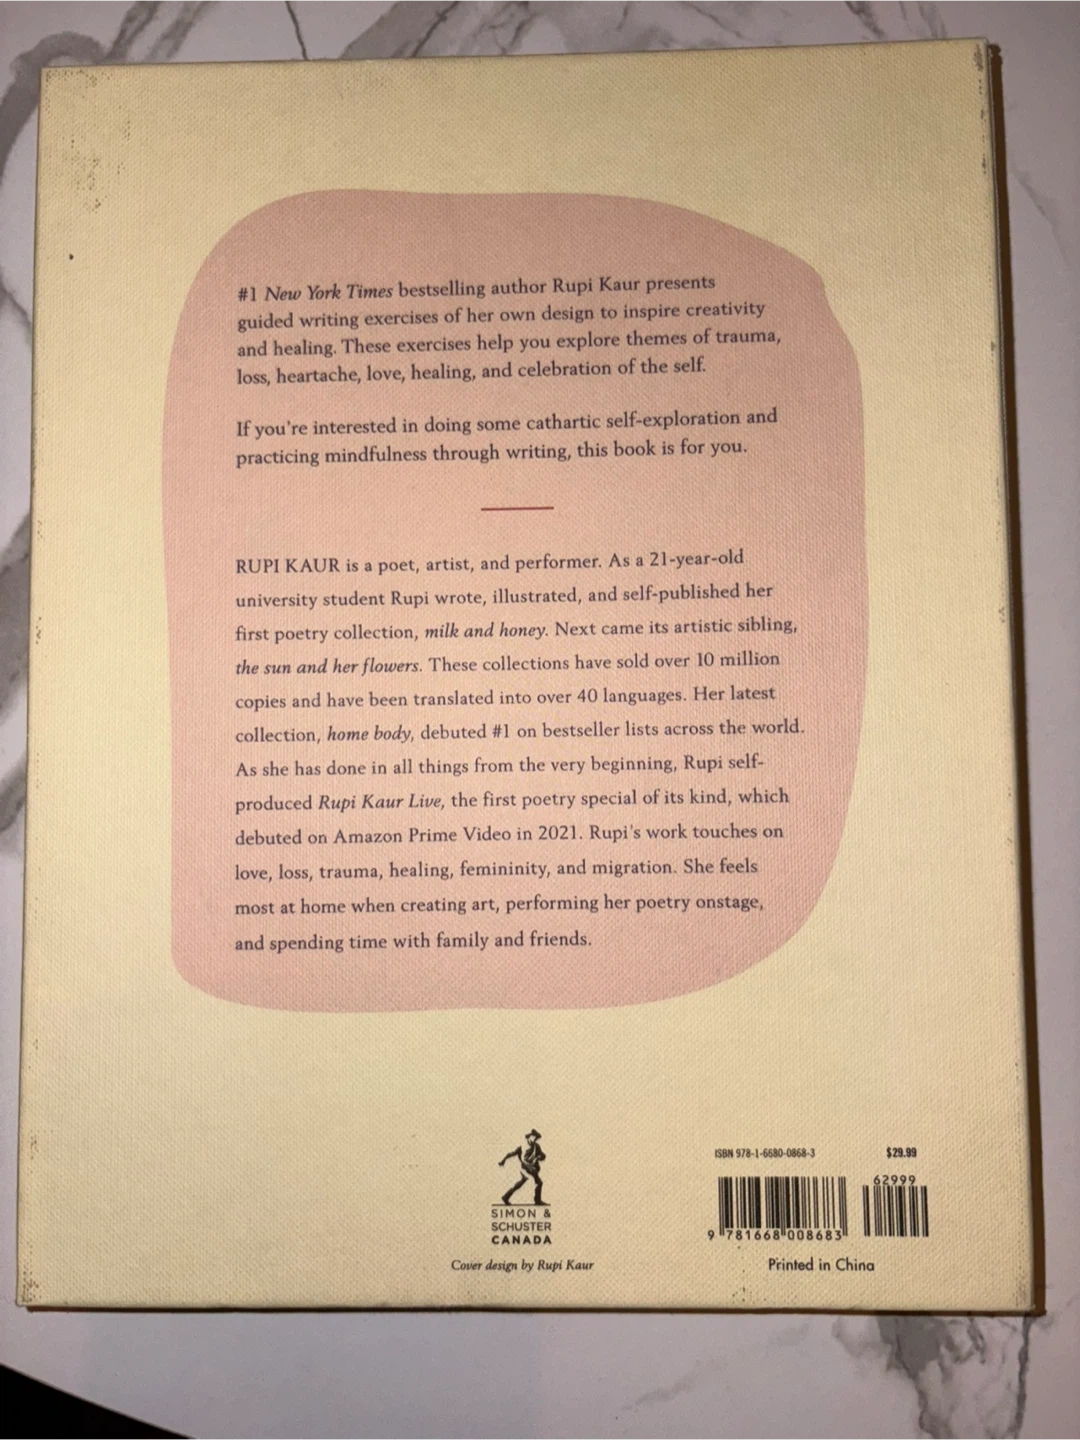 #1 New York Times bestselling author Rupi Kaur presents
guided writing exercises of her own design to inspire creativity
and healing. These exercises help you explore themes of trauma,
loss, heartache, love, healing, and celebration of the self.
If you're interested in doing some cathartic self-exploration and
practicing mindfulness through writing, this book is for you.
RUPI KAUR is a poet, artist, and performer. As a 21-year-old
university student Rupi wrote, illustrated, and self-published her
first poetry collection, milk and honey. Next came its artistic sibling,
the sun and her flowers. These collections have sold over 10 million
copies and have been translated into over 40 languages. Her latest
collection, home body, debuted #1 on bestseller lists across the world.
As she has done in all things from the very beginning, Rupi self-
produced Rupi Kaur Live, the first poetry special of its kind, which
debuted on Amazon Prime Video in 2021. Rupi's work touches on
love, loss, trauma, healing, femininity, and migration. She feels
most at home when creating art, performing her poetry onstage,
and spending time with family and friends.
SIMON &
SCHUSTER
CANADA
Cover design by Rupi Kaur
ISBN 978-1-6680-0868-3 $29.99
62999
9 781668 008683
Printed in China